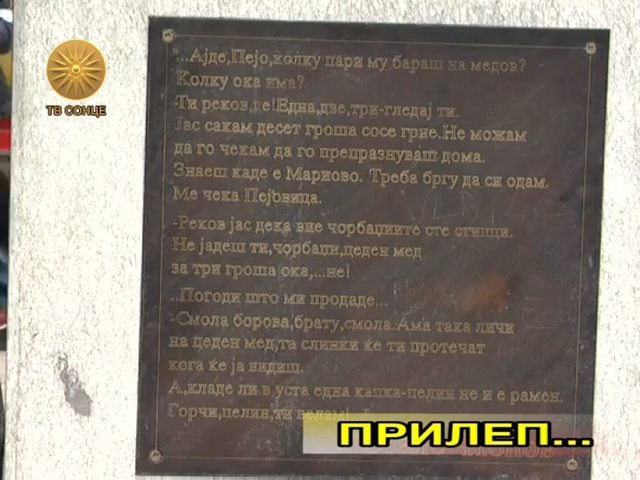 ТВ СОНЦЕ
"...Ајде,Пејо,колку пари му бараш на медов?
Колку ока има?
-Ти реков,де!Една,две,три-гледај ти.
Јас сакам десет гроша сосе грне.Не можам
да го чекам да го препразнуваш дома.
Знаеш каде е Мариово. Треба бргу да си одам.
Ме чека Пејовица.
-Реков јас дека вие чорбаџиите сте стипци.
Не јадеш ти,чорбаџи,цеден мед
за три гроша ока,...не!
..Погоди што ми продаде...
-Смола борова,брату,смола.Ама така личи
на цеден мед,та слинки ќе ти протечат
кога ќе ја видиш.
А,кладе ли в уста една капка-пелин не и е рамен.
Горчи,пелин,ти велам!..."
ПРИЛЕП...